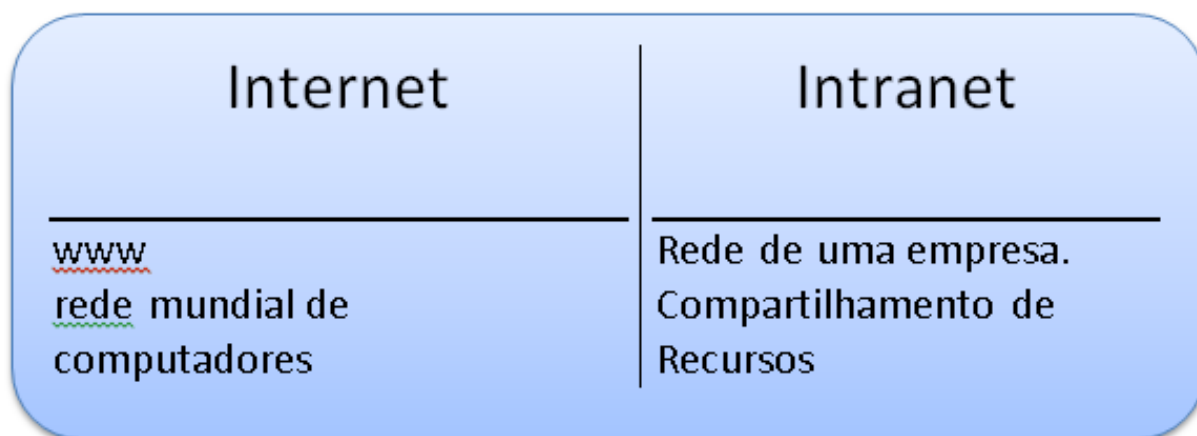 Internet
www
rede mundial de
computadores
Intranet
Rede de uma empresa.
Compartilhamento de
Recursos